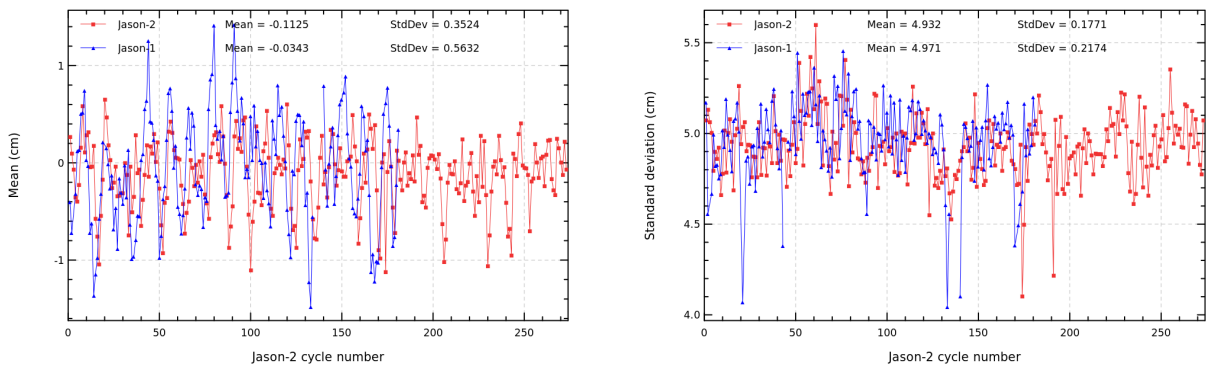 Jason-2 Mean = -0.1125 StdDev = 0.3524
Jason-1 Mean = -0.0343 StdDev = 0.5632
1
0
-1
Mean (cm)
0 50 100 150 200 250
Jason-2 cycle number
Jason-2 Mean = 4.932 StdDev = 0.1771
Jason-1 Mean = 4.971 StdDev = 0.2174
5.5
5.0
4.5
4.0
Standard deviation (cm)
0 50 100 150 200 250
Jason-2 cycle number